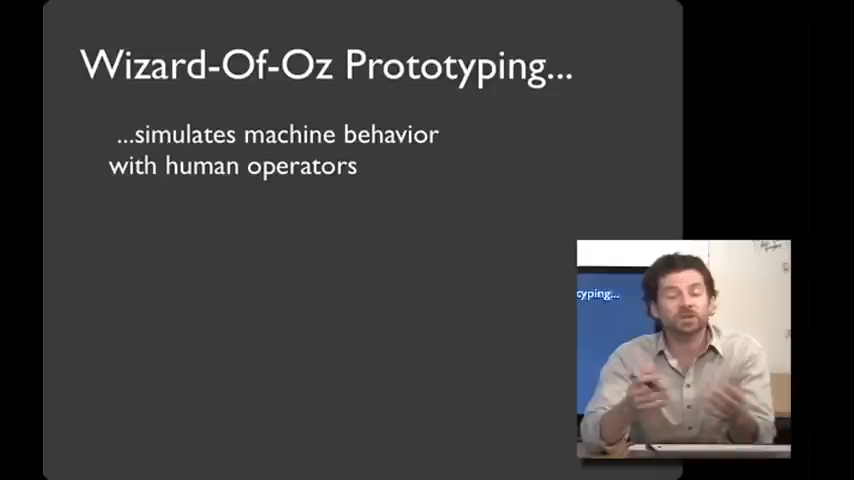 Wizard-Of-Oz Prototyping...
...simulates machine behavior
with human operators
typing...